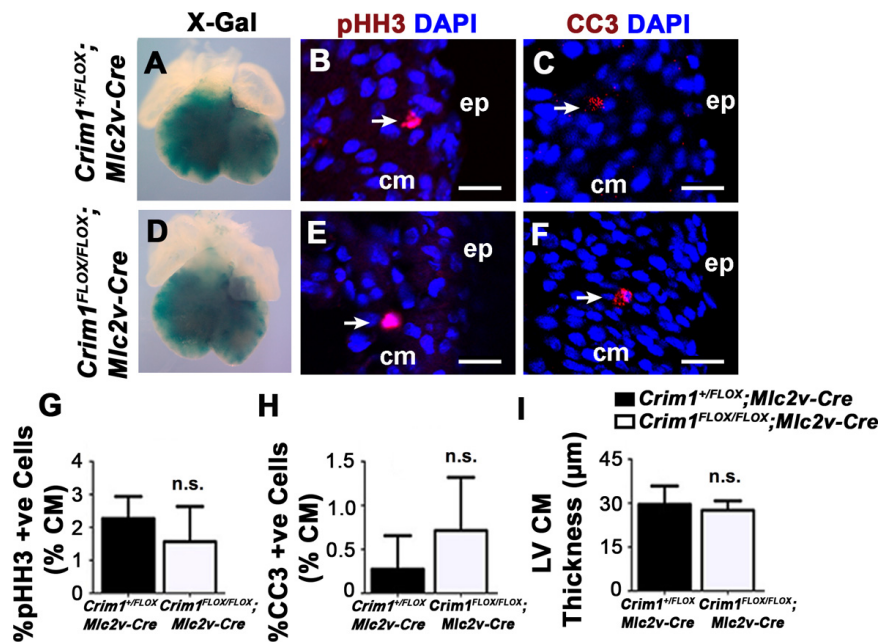 X-Gal pHH3 DAPI CC3 DAPI
Crim1+/FLOX;
Mlc2v-Cre
A B C
ep ep
cm cm
Crim1FLOX/FLOX;
Mlc2v-Cre
D E F
ep ep
cm cm
G H I
Crim1+/FLOX;Mlc2v-Cre
Crim1FLOX/FLOX;Mlc2v-Cre
%pHH3 +ve Cells
(% CM)
4
3
2
1
0
n.s.
Crim1+/FLOX Crim1FLOX/FLOX;
Mlc2v-Cre Mlc2v-Cre
%CC3 +ve Cells
(% CM)
1.5
1.0
0.5
0
n.s.
Crim1+/FLOX Crim1FLOX/FLOX;
Mlc2v-Cre Mlc2v-Cre
LV CM
Thickness (µm)
45
30
15
0
n.s.
Crim1+/FLOX Crim1FLOX/FLOX;
Mlc2v-Cre Mlc2v-Cre